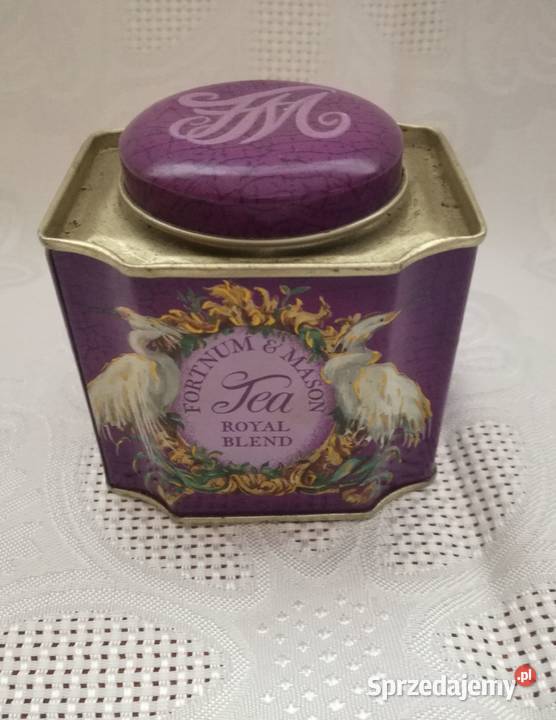 FM
FORTNUM & MASON
Tea
ROYAL
BLEND
Sprzedajemy.pl